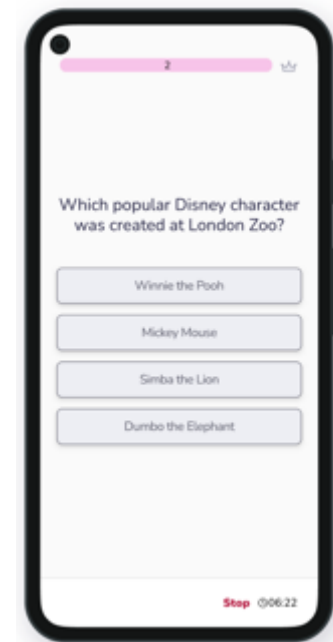 2
Which popular Disney character
was created at London Zoo?
Winnie the Pooh
Mickey Mouse
Simba the Lion
Dumbo the Elephant
Stop 06:22